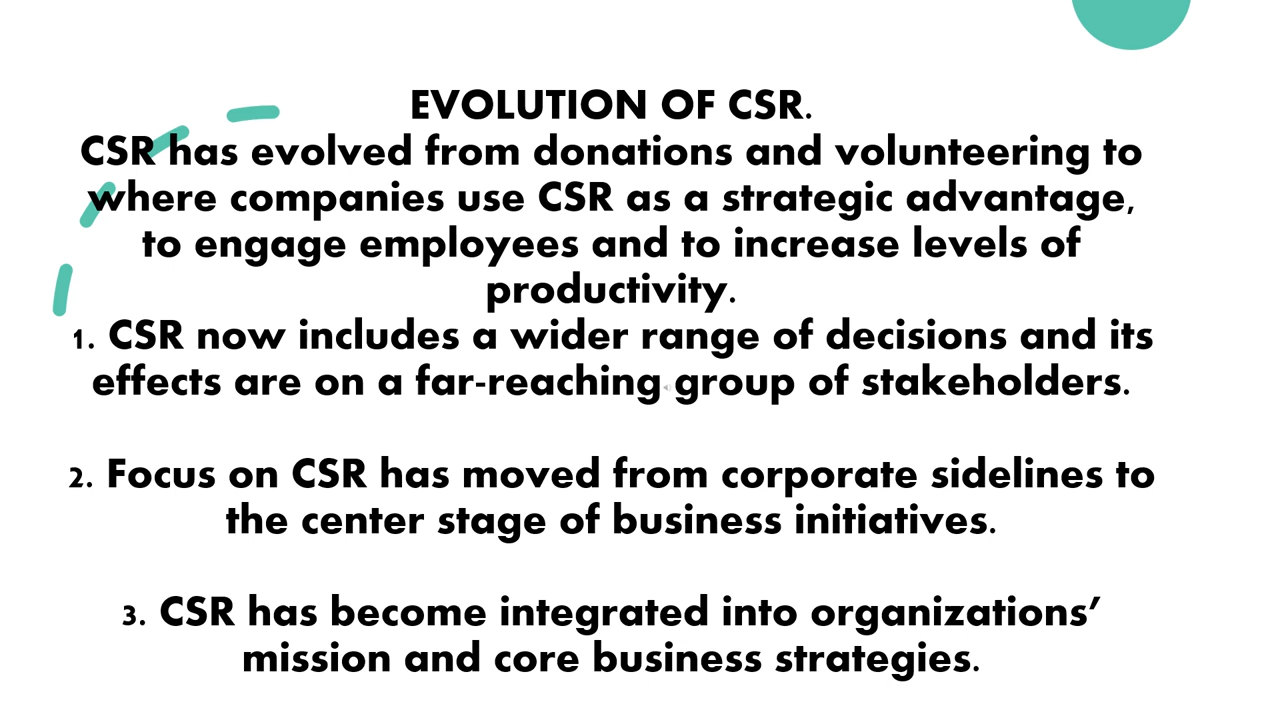 EVOLUTION OF CSR.
CSR has evolved from donations and volunteering to
where companies use CSR as a strategic advantage,
to engage employees and to increase levels of
productivity.
1. CSR now includes a wider range of decisions and its
effects are on a far-reaching group of stakeholders.
2. Focus on CSR has moved from corporate sidelines to
the center stage of business initiatives.
3. CSR has become integrated into organizations’
mission and core business strategies.